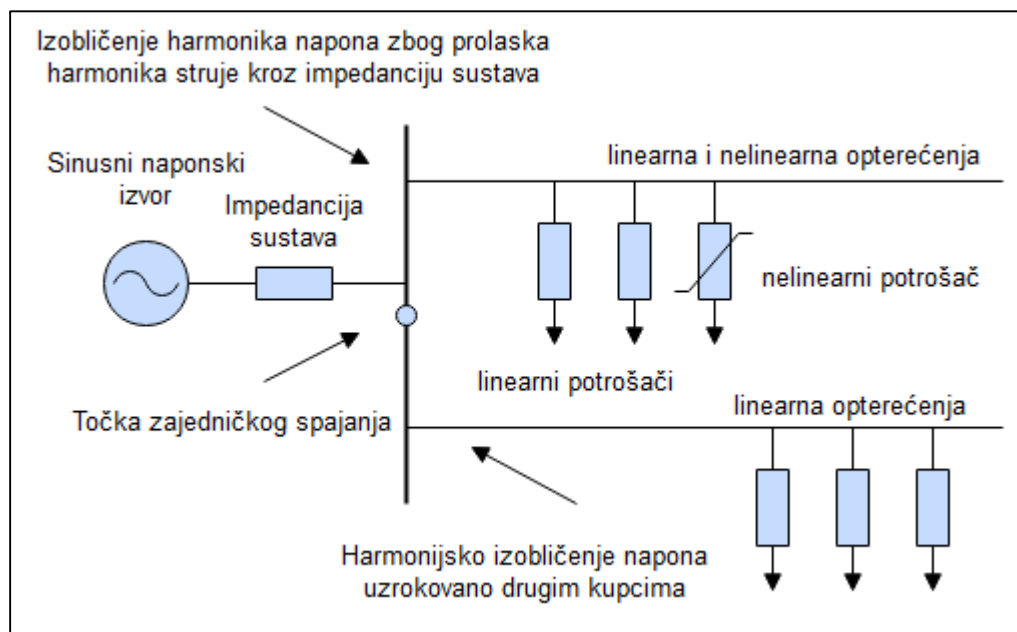 Izobličenje harmonika napona zbog prolaska
harmonika struje kroz impedanciju sustava
Sinusni naponski
izvor
Impedancija
sustava
linearna i nelinearna opterećenja
nelinearni potrošač
linearni potrošači
Točka zajedničkog spajanja
linearna opterećenja
Harmonijsko izobličenje napona
uzrokovano drugim kupcima